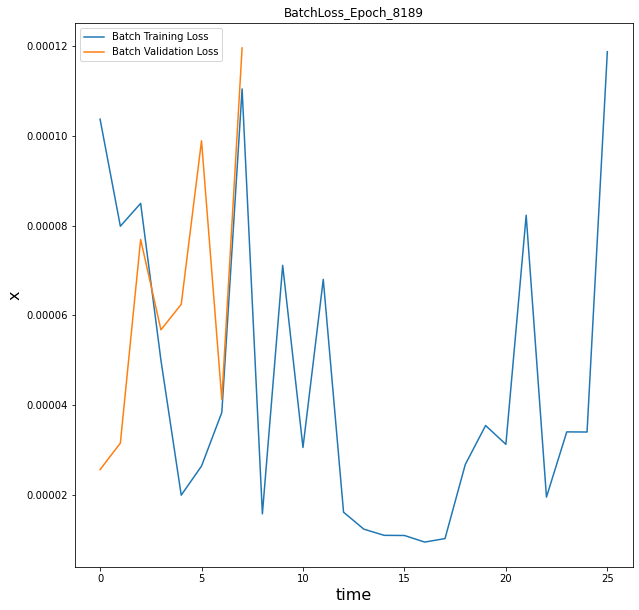 BatchLoss_Epoch_8189
Batch Training Loss
Batch Validation Loss
0.00012
0.00010
0.00008
0.00006
0.00004
0.00002
x
0 5 10 15 20 25
time